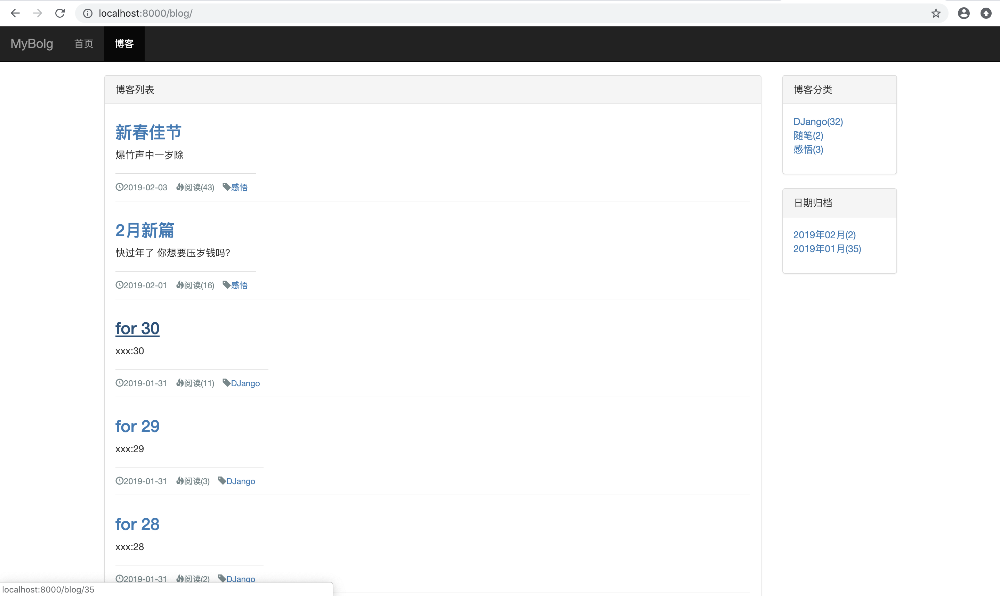 localhost:8000/blog/
MyBolg 首页 博客
博客列表
新春佳节
爆竹声中一岁除
2019-02-03 阅读(43) 感悟
2月新篇
快过年了 你想要压岁钱吗?
2019-02-01 阅读(16) 感悟
for 30
xxx:30
2019-01-31 阅读(11) DJango
for 29
xxx:29
2019-01-31 阅读(3) DJango
for 28
xxx:28
2019-01-31 阅读(2) DJango
博客分类
DJango(32)
随笔(2)
感悟(3)
日期归档
2019年02月(2)
2019年01月(35)
localhost:8000/blog/35